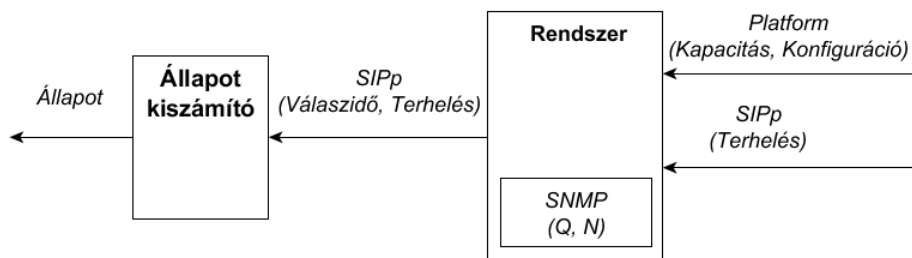 Állapot
Állapot
kiszámító
SIPp
(Válaszidő, Terhelés)
Rendszer
SNMP
(Q, N)
Platform
(Kapacitás, Konfiguráció)
SIPp
(Terhelés)